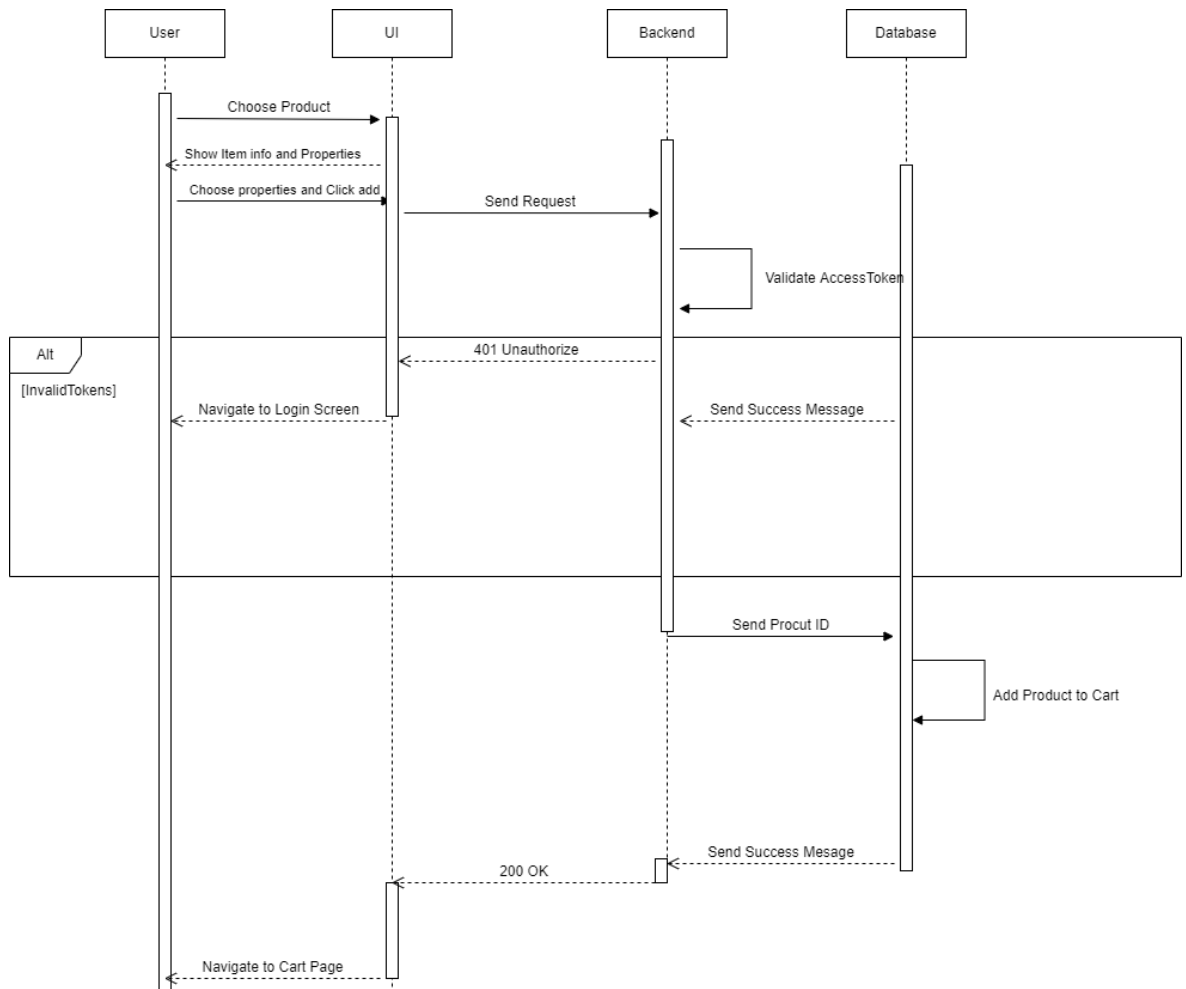 User
UI
Backend
Database
Choose Product
Show Item info and Properties
Choose properties and Click add
Send Request
Validate AccessToken
Alt
401 Unauthorize
[InvalidTokens]
Navigate to Login Screen
Send Success Message
Send Procut ID
Add Product to Cart
Send Success Mesage
200 OK
Navigate to Cart Page